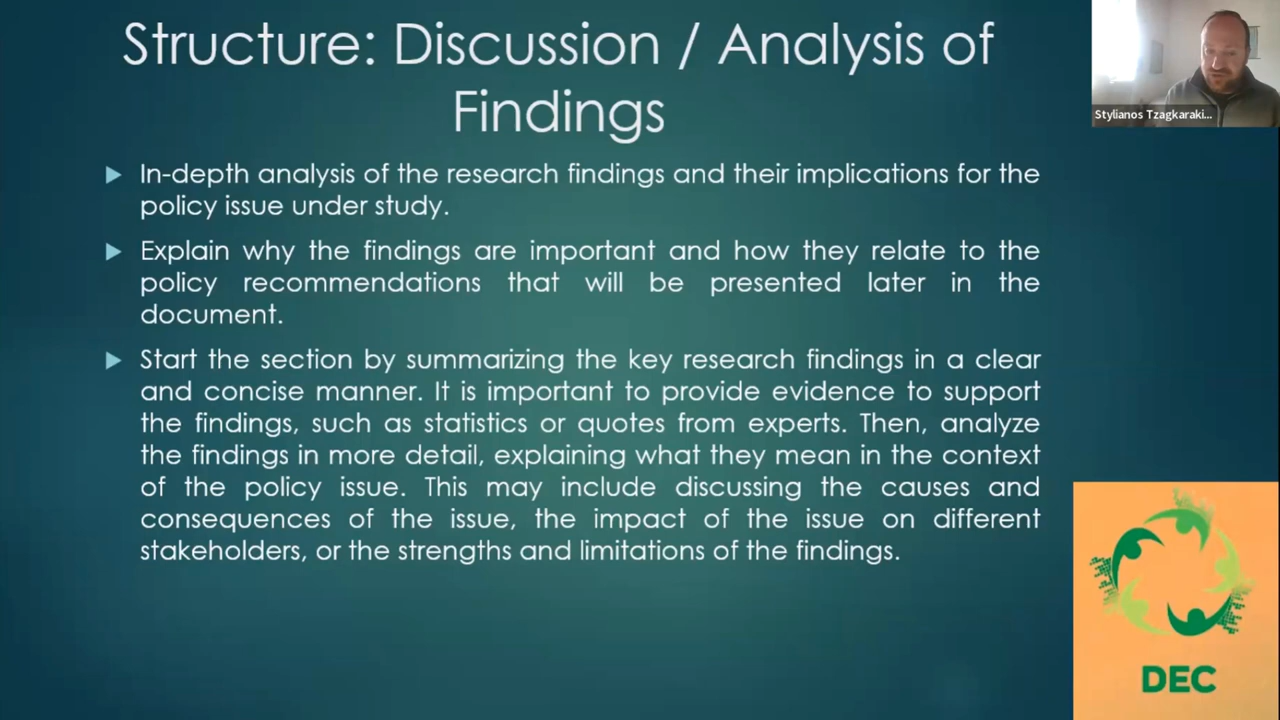 Structure: Discussion / Analysis of
Findings
In-depth analysis of the research findings and their implications for the
policy issue under study.
Explain why the findings are important and how they relate to the
policy recommendations that will be presented later in the
document.
Start the section by summarizing the key research findings in a clear
and concise manner. It is important to provide evidence to support
the findings, such as statistics or quotes from experts. Then, analyze
the findings in more detail, explaining what they mean in the context
of the policy issue. This may include discussing the causes and
consequences of the issue, the impact of the issue on different
stakeholders, or the strengths and limitations of the findings.
Stylianos Tzagkaraki...
DEC